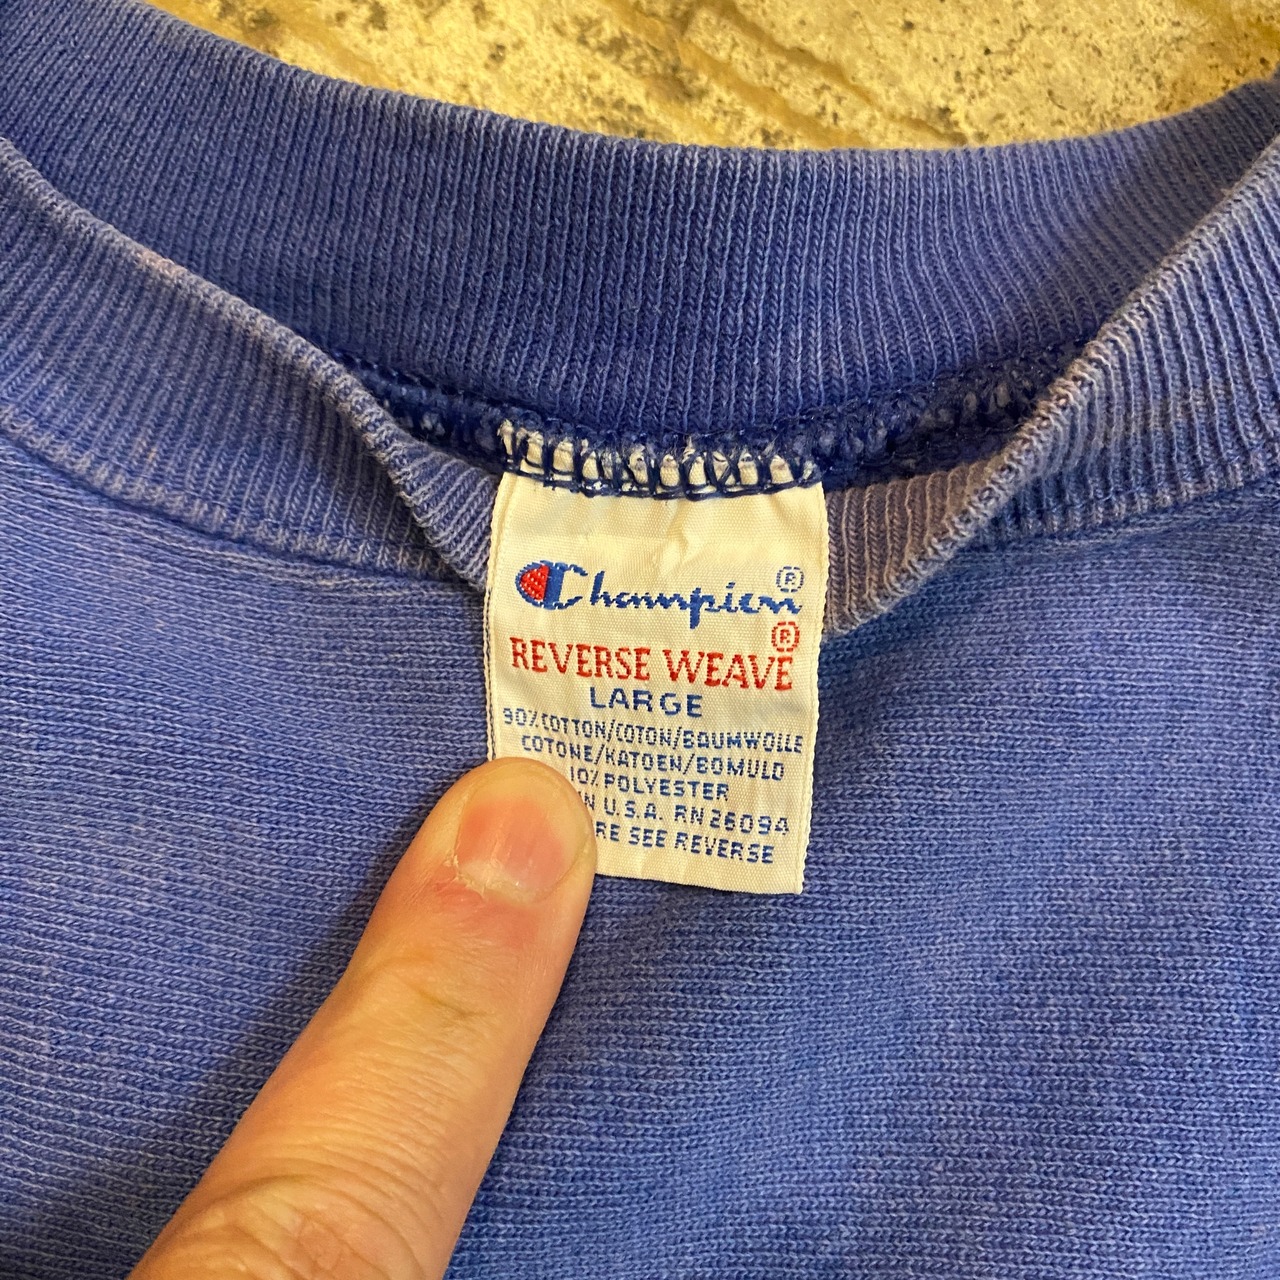 Champion®
®
REVERSE WEAVE
LARGE
90% COTTON/COTON/BAUMWOLLE
COTONE/KATOEN/BOMULD
10% POLYESTER
U.S.A. RN 26094
SEE REVERSE